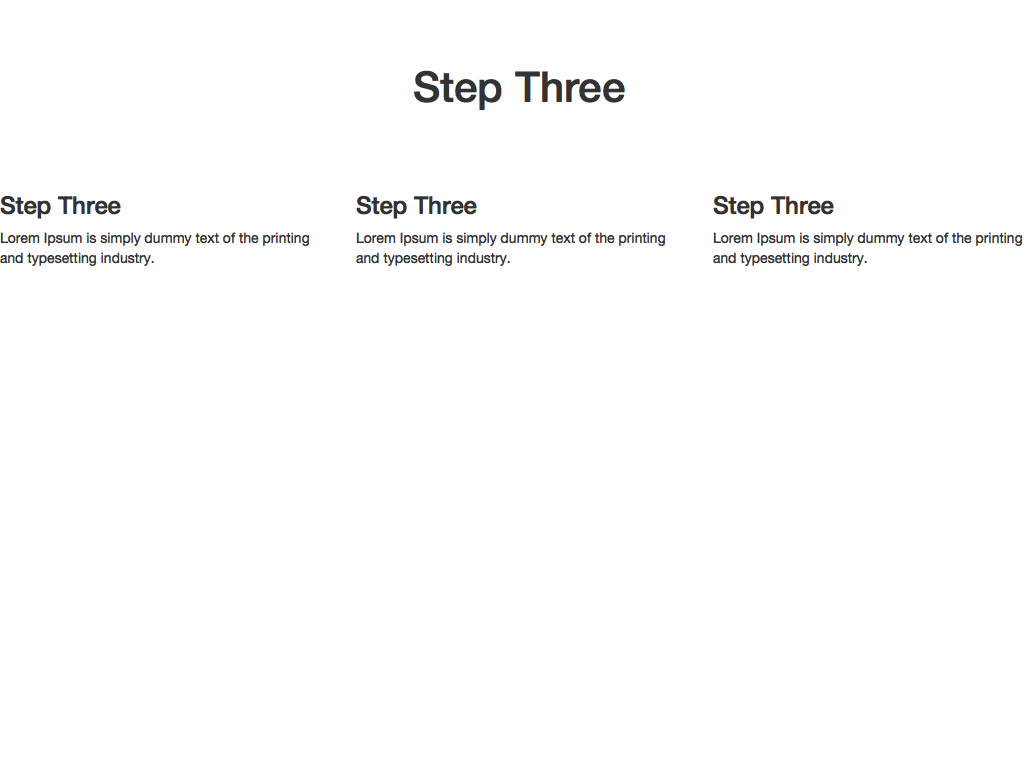 Step Three
Step Three
Lorem Ipsum is simply dummy text of the printing
and typesetting industry.
Step Three
Lorem Ipsum is simply dummy text of the printing
and typesetting industry.
Step Three
Lorem Ipsum is simply dummy text of the printing
and typesetting industry.